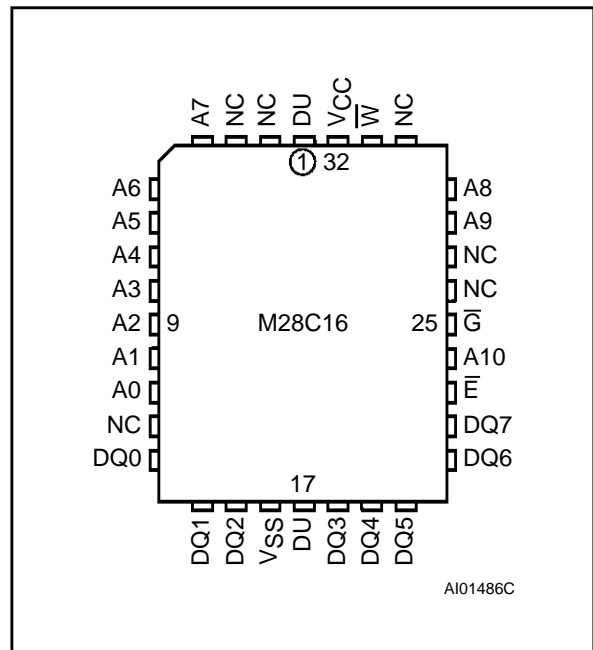 A7 NC NC DU VCC W̅ NC
1 32
A6 A8
A5 A9
A4 NC
A3 NC
A2 9 M28C16 25 G̅
A1 A10
A0 E̅
NC DQ7
DQ0 DQ6
17
DQ1 DQ2 VSS DU DQ3 DQ4 DQ5
AI01486C